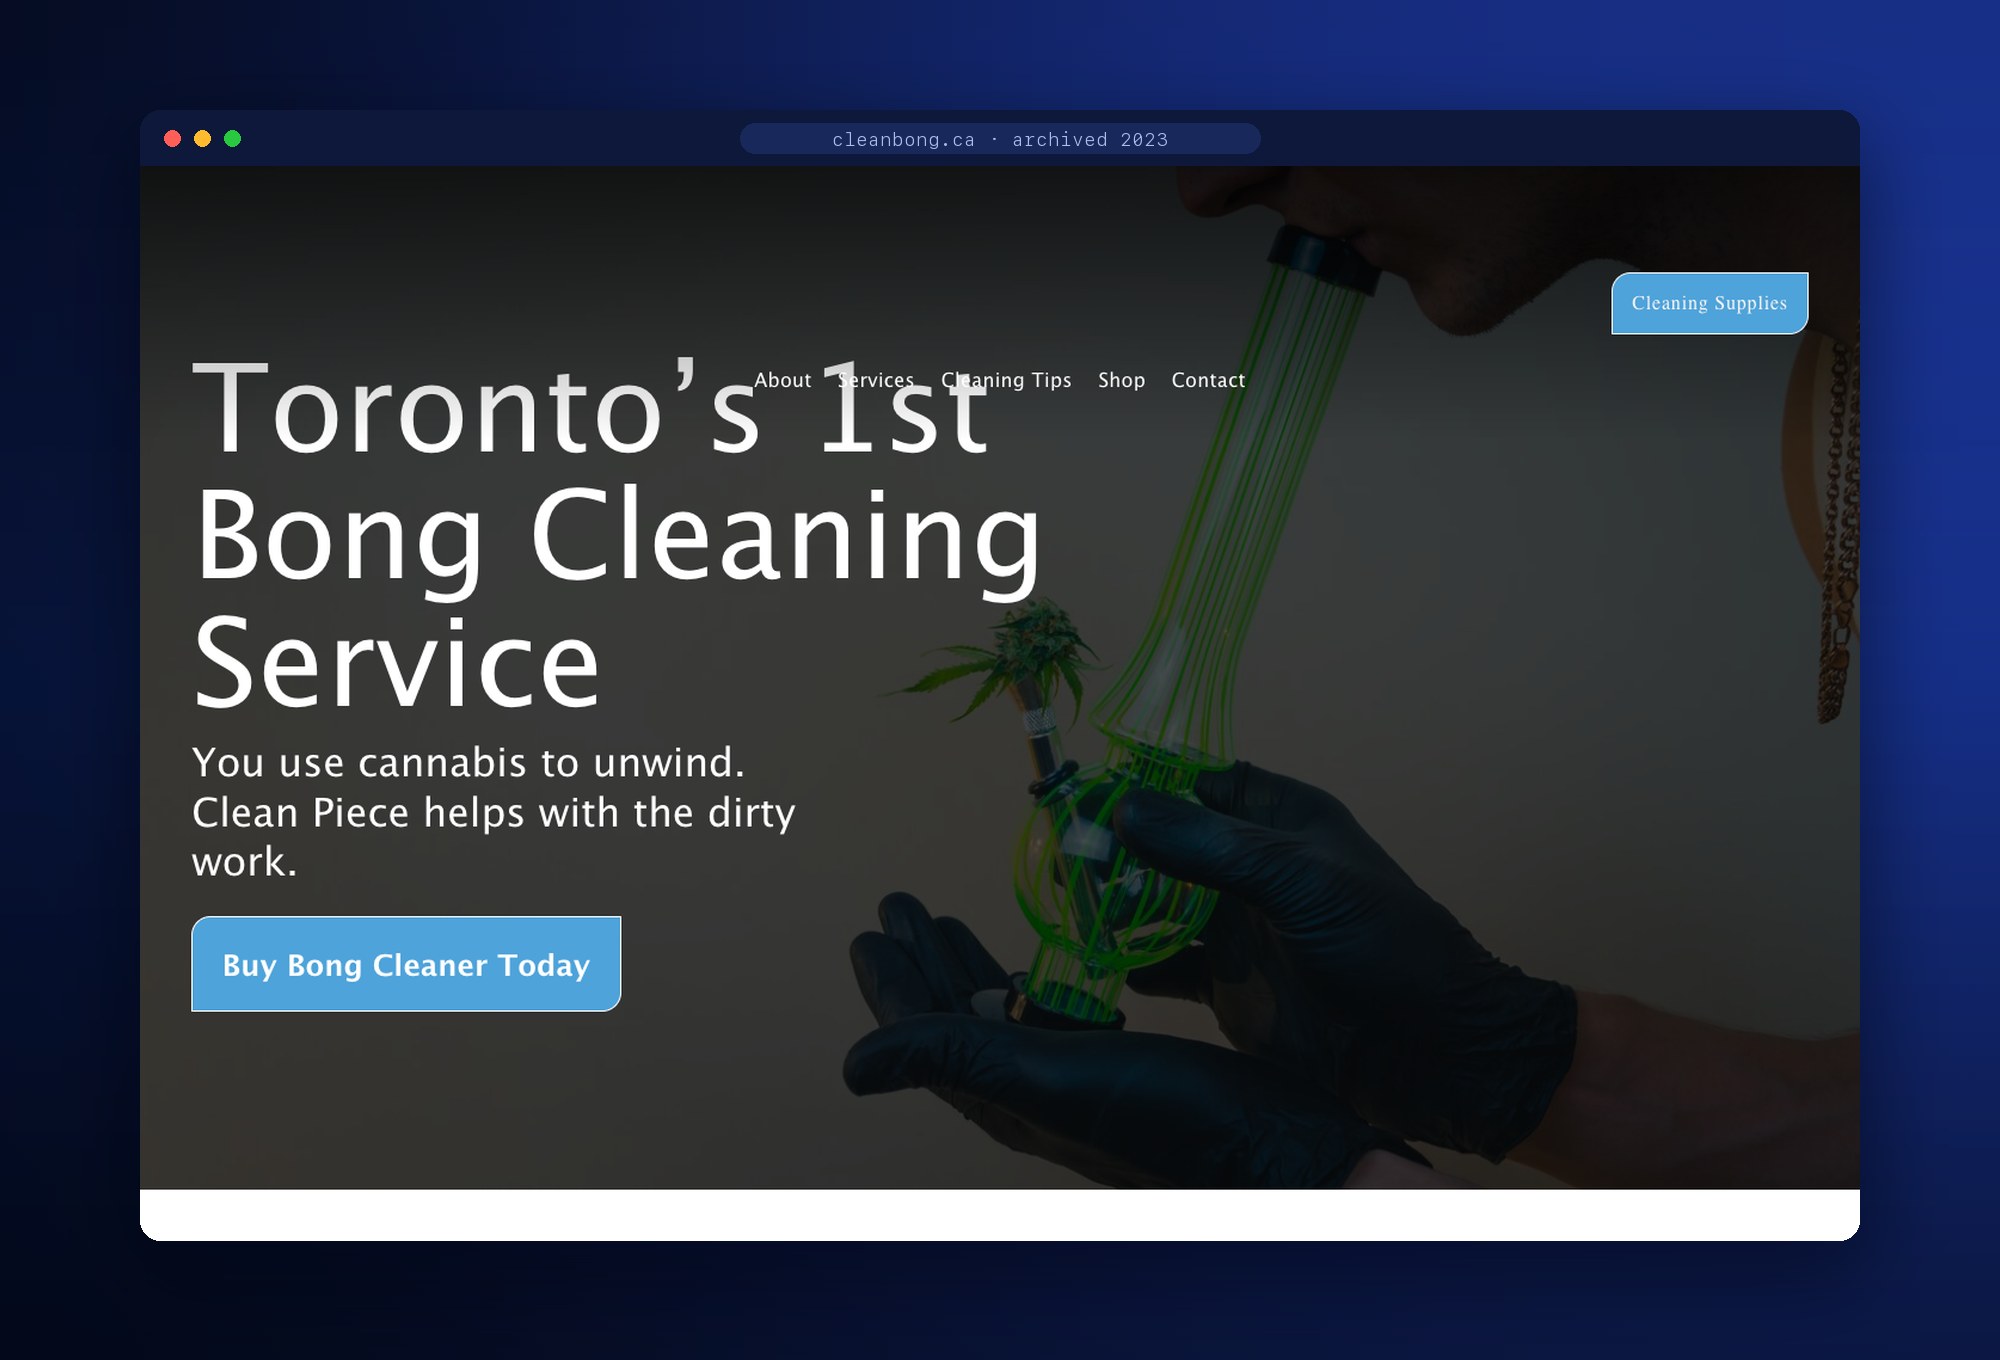 cleanbong.ca · archived 2023
Cleaning Supplies
About Services Cleaning Tips Shop Contact
Toronto’s 1st
Bong Cleaning
Service
You use cannabis to unwind.
Clean Piece helps with the dirty
work.
Buy Bong Cleaner Today